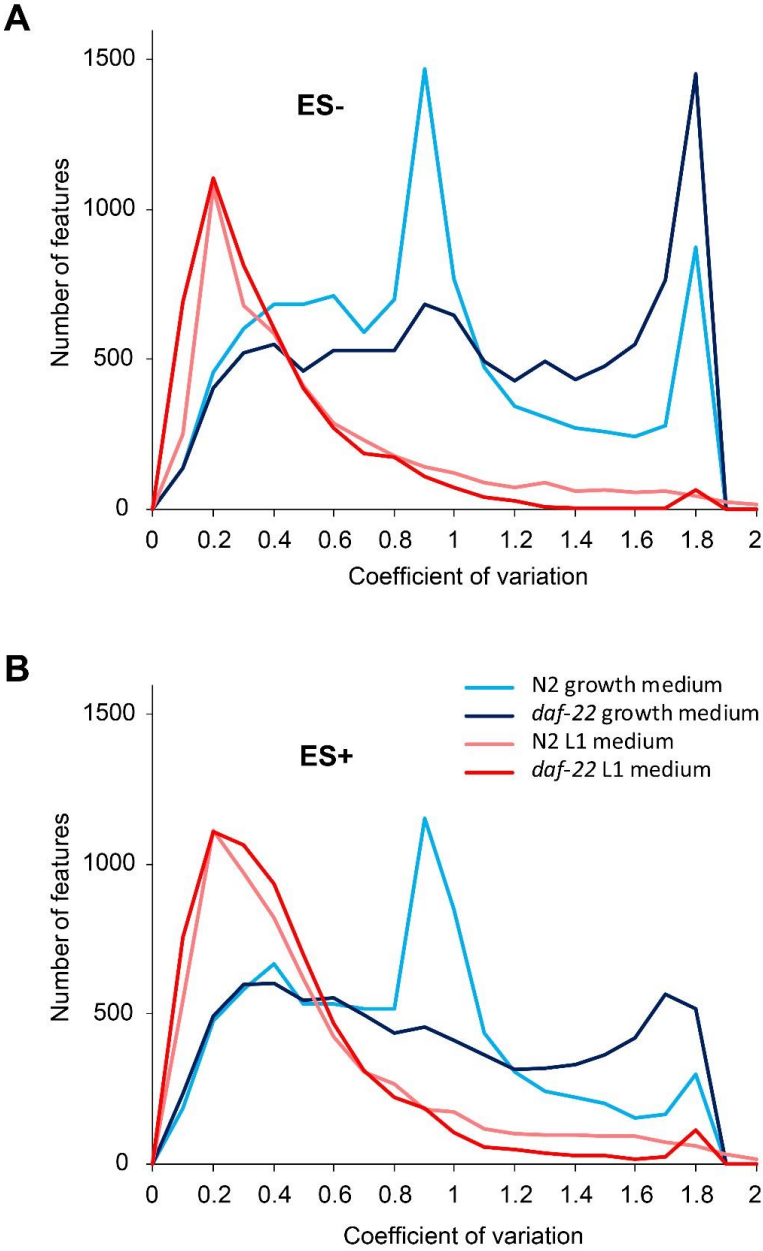 A
ES-
Number of features
1500
1000
500
0
0 0.2 0.4 0.6 0.8 1 1.2 1.4 1.6 1.8 2
Coefficient of variation
B
ES+
N2 growth medium
daf-22 growth medium
N2 L1 medium
daf-22 L1 medium
Number of features
1500
1000
500
0
0 0.2 0.4 0.6 0.8 1 1.2 1.4 1.6 1.8 2
Coefficient of variation